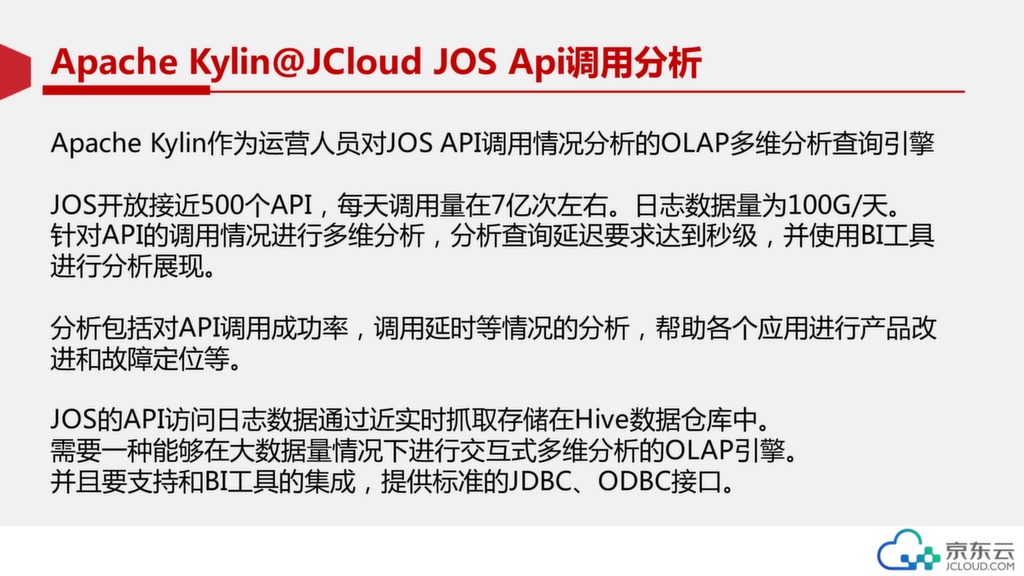 Apache Kylin@JCloud JOS Api调用分析
Apache Kylin作为运营人员对JOS API调用情况分析的OLAP多维分析查询引擎
JOS开放接近500个API，每天调用量在7亿次左右。日志数据量为100G/天。
针对API的调用情况进行多维分析，分析查询延迟要求达到秒级，并使用BI工具
进行分析展现。
分析包括对API调用成功率，调用延时等情况的分析，帮助各个应用进行产品改
进和故障定位等。
JOS的API访问日志数据通过近实时抓取存储在Hive数据仓库中。
需要一种能够在大数据量情况下进行交互式多维分析的OLAP引擎。
并且要支持和BI工具的集成，提供标准的JDBC、ODBC接口。
京东云
JCLOUD.COM